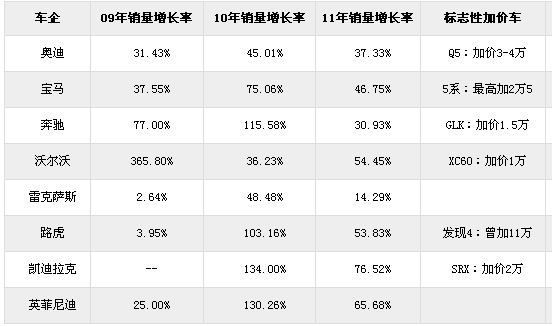 车企 09年销量增长率 10年销量增长率 11年销量增长率 标志性加价车
奥迪 31.43% 45.01% 37.33% Q5：加价3-4万
宝马 37.55% 75.06% 46.75% 5系：最高加2万5
奔驰 77.00% 115.58% 30.93% GLK：加价1.5万
沃尔沃 365.80% 36.23% 54.45% XC60：加价1万
雷克萨斯 2.64% 48.48% 14.29%
路虎 3.95% 103.16% 53.83% 发现4：曾加11万
凯迪拉克 -- 134.00% 76.52% SRX：加价2万
英菲尼迪 25.00% 130.26% 65.68%